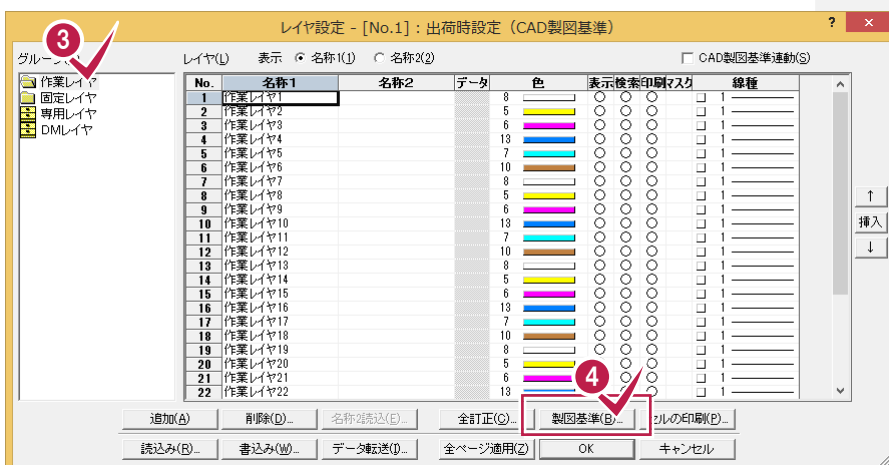 レイヤ設定 - [No.1] : 出荷時設定（CAD製図基準） ? ×
3
レイヤ(L) 表示 名称1(1) 名称2(2) CAD製図基準連動(S)
作業レイヤ
固定レイヤ
専用レイヤ
DMレイヤ
No. 名称1 名称2 データ 色 表示 検索 印刷 マスク 線種
1 作業レイヤ1 8 1
2 作業レイヤ2 5 1
3 作業レイヤ3 6 1
4 作業レイヤ4 13 1
5 作業レイヤ5 7 1
6 作業レイヤ6 10 1
7 作業レイヤ7 8 1
8 作業レイヤ8 5 1
9 作業レイヤ9 6 1
10 作業レイヤ10 13 1
11 作業レイヤ11 7 1
12 作業レイヤ12 10 1
13 作業レイヤ13 8 1
14 作業レイヤ14 5 1
15 作業レイヤ15 6 1
16 作業レイヤ16 13 1
17 作業レイヤ17 7 1
18 作業レイヤ18 10 1
19 作業レイヤ19 8 1
20 作業レイヤ20 5 1
21 作業レイヤ21 6 1
22 作業レイヤ22 13 1
↑
挿入
↓
4
追加(A) 削除(D)... 名称2読込(E)... 全訂正(C)... 製図基準(B)... セルの印刷(P)...
読込み(R)... 書込み(W)... データ転送(I)... 全ページ適用(Z) OK キャンセル